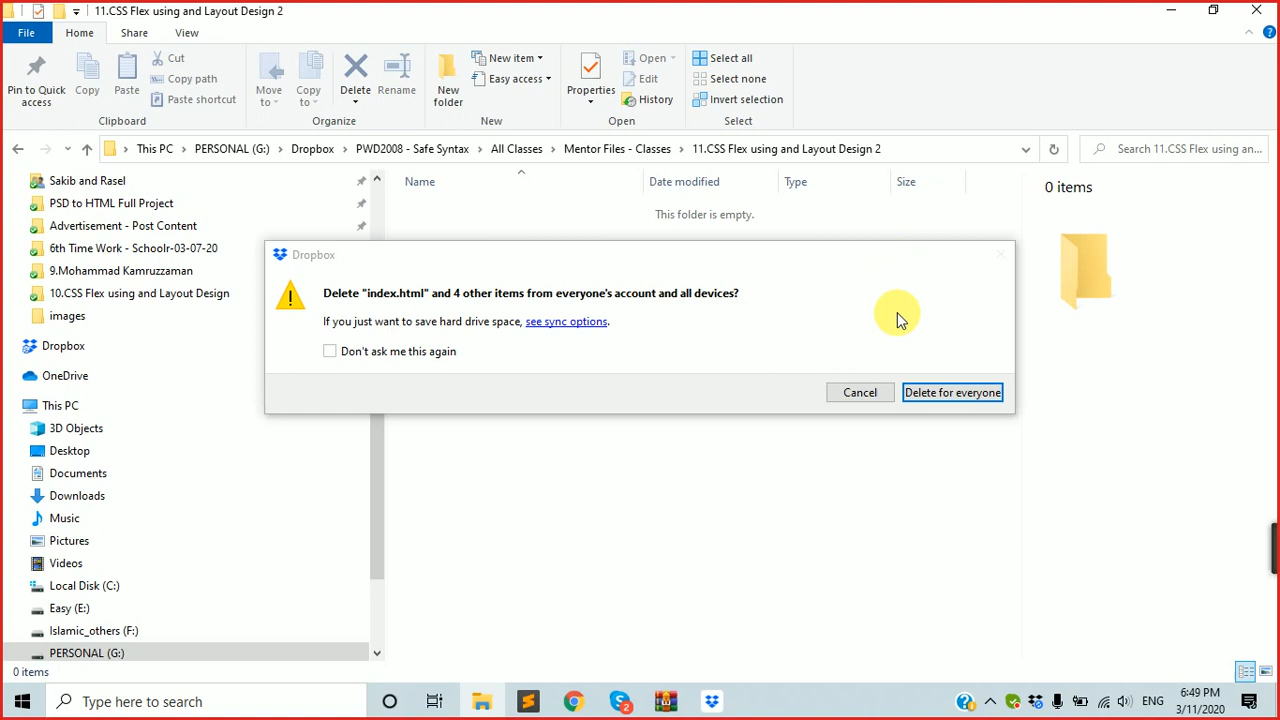 11.CSS Flex using and Layout Design 2
File Home Share View
Pin to Quick access
Copy
Paste
Cut
Copy path
Paste shortcut
Clipboard
Move to
Copy to
Delete
Rename
Organize
New folder
New item
Easy access
New
Properties
Open
Edit
History
Open
Select all
Select none
Invert selection
Select
This PC PERSONAL (G:) Dropbox PWD2008 - Safe Syntax All Classes Mentor Files - Classes 11.CSS Flex using and Layout Design 2
Search 11.CSS Flex using an...
Sakib and Rasel
PSD to HTML Full Project
Advertisement - Post Content
6th Time Work - Schoolr-03-07-20
9.Mohammad Kamruzzaman
10.CSS Flex using and Layout Design
images
Dropbox
OneDrive
This PC
3D Objects
Desktop
Documents
Downloads
Music
Pictures
Videos
Local Disk (C:)
Easy (E:)
Islamic_others (F:)
PERSONAL (G:)
Name Date modified Type Size
This folder is empty.
0 items
Dropbox
Delete "index.html" and 4 other items from everyone's account and all devices?
If you just want to save hard drive space, see sync options.
Don't ask me this again
Cancel Delete for everyone
0 items
Type here to search
2
ENG
6:49 PM
3/11/2020